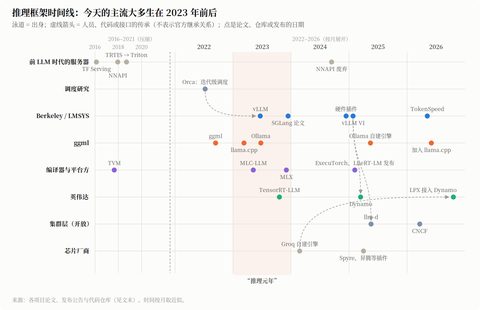 推理框架时间线：今天的主流大多生在 2023 年前后
泳道 = 出身；虚线箭头 = 人员、代码或接口的传承（不表示官方继承关系）；点是论文、仓库或发布的日期
2016–2021（压缩）
2022–2026（按月展开）
2016 2018 2020 2022 2023 2024 2025 2026
前 LLM 时代的服务器
TRTIS → Triton
TF Serving
NNAPI
NNAPI 废弃
调度研究
Orca：迭代级调度
Berkeley / LMSYS
vLLM
SGLang 论文
硬件插件
vLLM V1
TokenSpeed
ggml
ggml
llama.cpp
Ollama
Ollama 自建引擎
加入 llama.cpp
编译器与平台方
TVM
MLC-LLM
MLX
ExecuTorch、LiteRT-LM 发布
英伟达
TensorRT-LLM
Dynamo
LPX 接入 Dynamo
集群层（开放）
llm-d
CNCF
芯片厂商
Groq 自建引擎
Spyre、昇腾等插件
“推理元年”
来源：各项目论文、发布公告与代码仓库（见文末）。时间按月取近似。